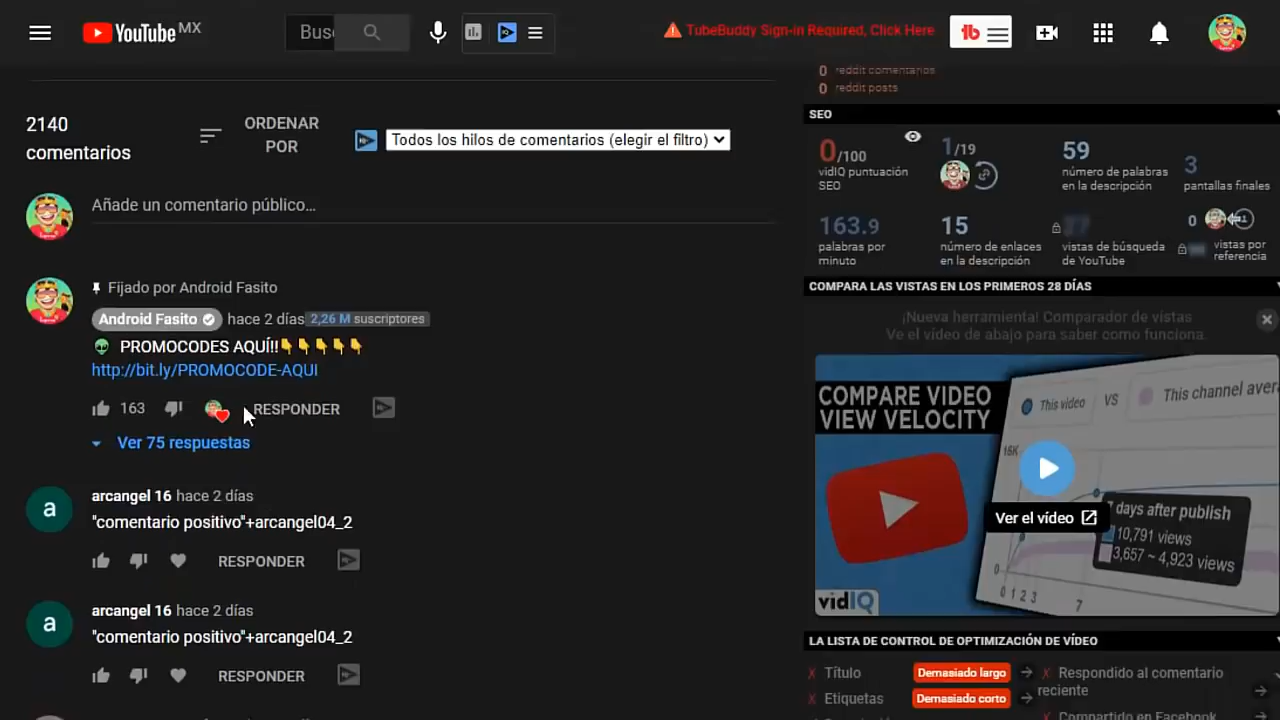 YouTube MX
Busc
TubeBuddy Sign-in Required, Click Here
tb
2140
comentarios
ORDENAR
POR
Todos los hilos de comentarios (elegir el filtro)
Añade un comentario público...
Fijado por Android Fasito
Android Fasito hace 2 días 2,26 M suscriptores
PROMOCODES AQUÍ!!
http://bit.ly/PROMOCODE-AQUI
163
RESPONDER
Ver 75 respuestas
a
arcangel 16 hace 2 días
"comentario positivo"+arcangel04_2
RESPONDER
a
arcangel 16 hace 2 días
"comentario positivo"+arcangel04_2
RESPONDER
0 reddit comentarios
0 reddit posts
SEO
0/100
vidIQ puntuación
SEO
1/19
59
número de palabras
en la descripción
3
pantallas finales
163.9
palabras por
minuto
15
número de enlaces
en la descripción
vistas de búsqueda
de YouTube
0
vistas por
referencia
COMPARA LAS VISTAS EN LOS PRIMEROS 28 DÍAS
¡Nueva herramienta! Comparador de vistas
Ve el vídeo de abajo para saber como funciona.
COMPARE VIDEO
VIEW VELOCITY
This video VS This channel aver
15K
Ver el vídeo
7 days after publish
10,791 views
3,657 ~ 4,923 views
0
0 1 2 3 7
vidIQ
LA LISTA DE CONTROL DE OPTIMIZACIÓN DE VÍDEO
X Título Demasiado largo
X Respondido al comentario
reciente
X Etiquetas Demasiado corto
X Compartido en Facebook